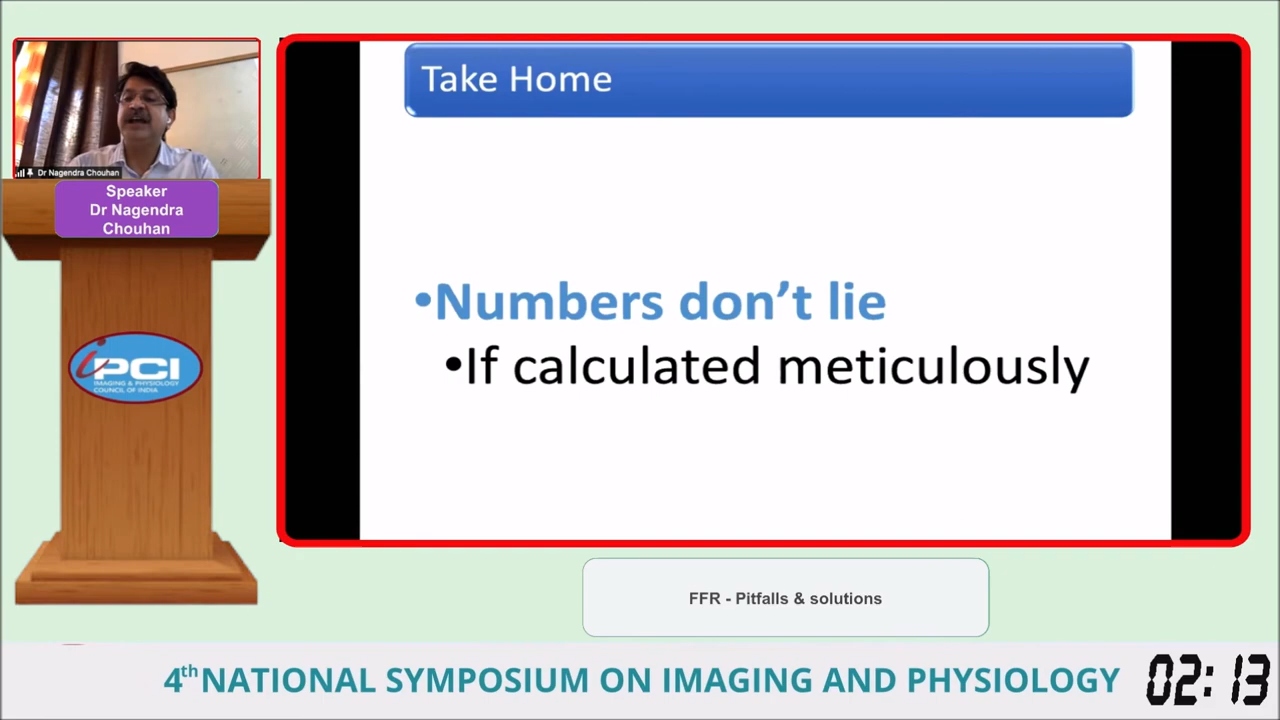 Take Home
Dr Nagendra Chouhan
Speaker
Dr Nagendra
Chouhan
•Numbers don’t lie
•If calculated meticulously
iPCI
IMAGING & PHYSIOLOGY
COUNCIL OF INDIA
FFR - Pitfalls & solutions
4th NATIONAL SYMPOSIUM ON IMAGING AND PHYSIOLOGY
02:13